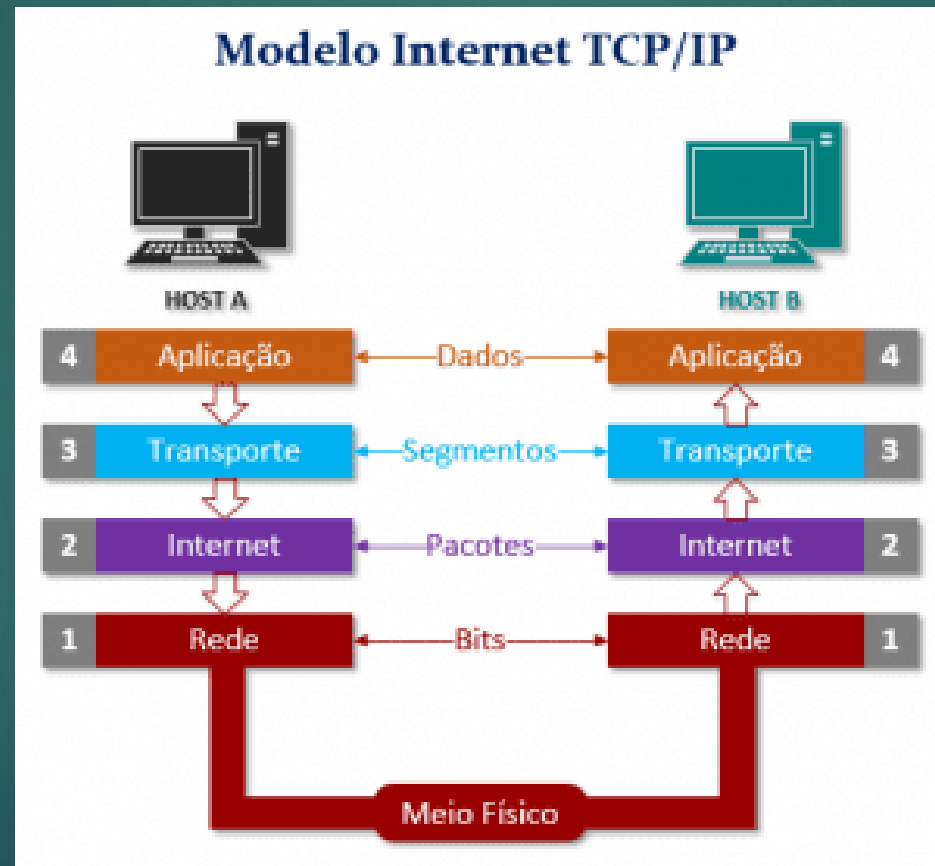 Modelo Internet TCP/IP
HOST A
HOST B
4 Aplicação Dados Aplicação 4
3 Transporte Segmentos Transporte 3
2 Internet Pacotes Internet 2
1 Rede Bits Rede 1
Meio Físico